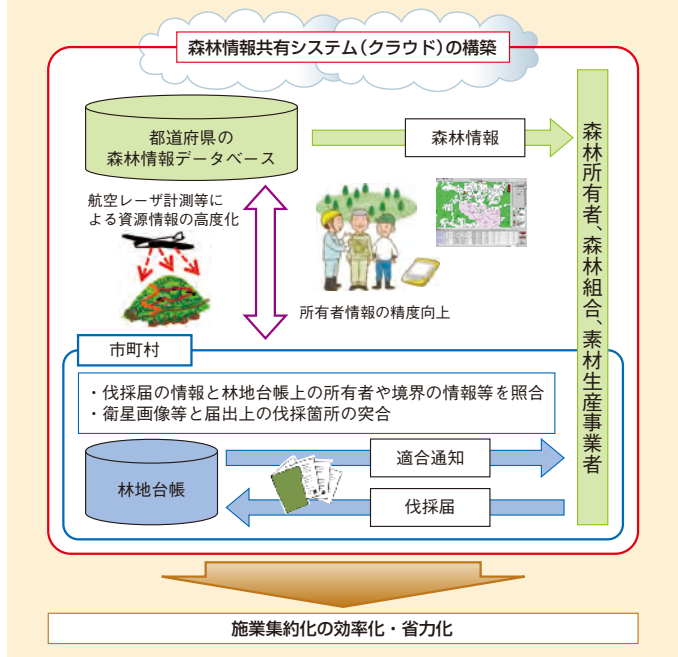 森林情報共有システム（クラウド）の構築
都道府県の
森林情報データベース
森林情報
森林所有者、森林組合、素材生産事業者
航空レーザ計測等に
よる資源情報の高度化
所有者情報の精度向上
市町村
・伐採届の情報と林地台帳上の所有者や境界の情報等を照合
・衛星画像等と届出上の伐採箇所の突合
林地台帳
適合通知
伐採届
施業集約化の効率化・省力化